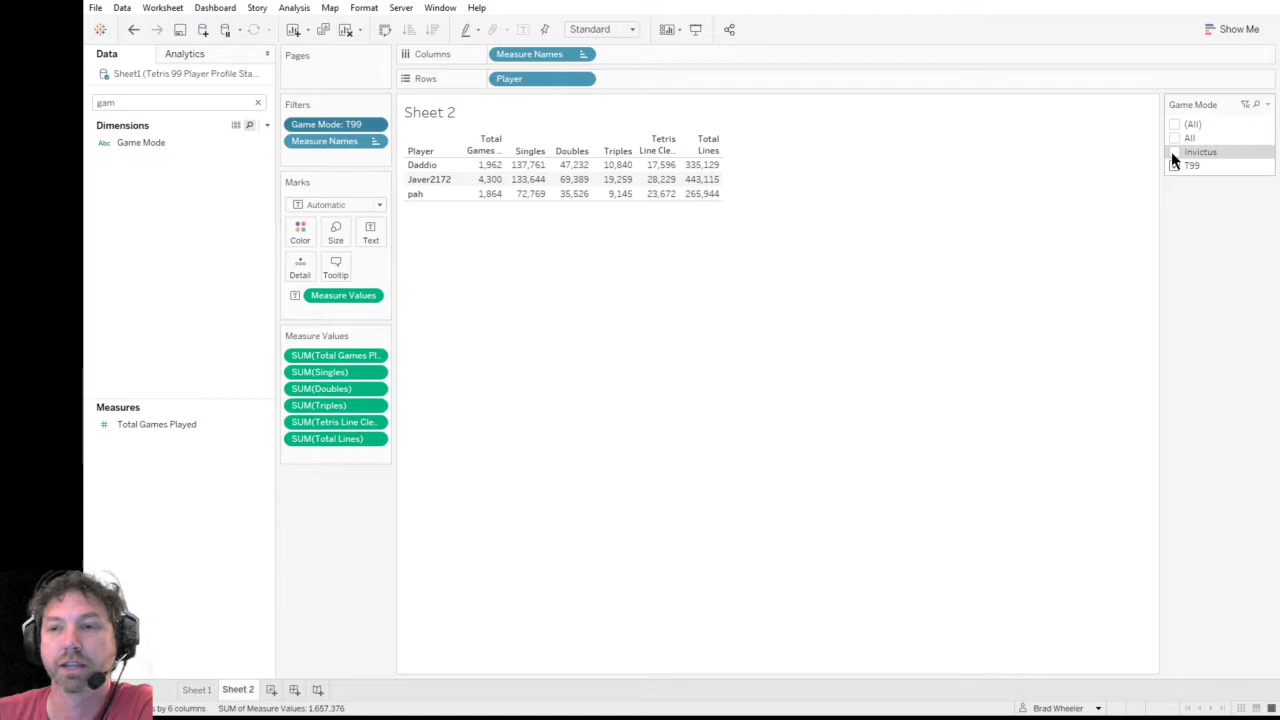 File Data Worksheet Dashboard Story Analysis Map Format Server Window Help
Standard
Show Me
Data Analytics
Sheet1 (Tetris 99 Player Profile Sta...
gam
Dimensions
Abc Game Mode
Measures
# Total Games Played
Pages
Filters
Game Mode: T99
Measure Names
Marks
T Automatic
Color Size Text
Detail Tooltip
T Measure Values
Measure Values
SUM(Total Games Pl..
SUM(Singles)
SUM(Doubles)
SUM(Triples)
SUM(Tetris Line Cle..
SUM(Total Lines)
Columns Measure Names
Rows Player
Sheet 2
Player Total Games .. Singles Doubles Triples Tetris Line Cle.. Total Lines
Daddio 1,962 137,761 47,232 10,840 17,596 335,129
Javer2172 4,300 133,644 69,389 19,259 28,229 443,115
pah 1,864 72,769 35,526 9,145 23,672 265,944
Game Mode
(All)
All
Invictus
T99
Sheet 1 Sheet 2
by 6 columns SUM of Measure Values: 1,657,376
Brad Wheeler